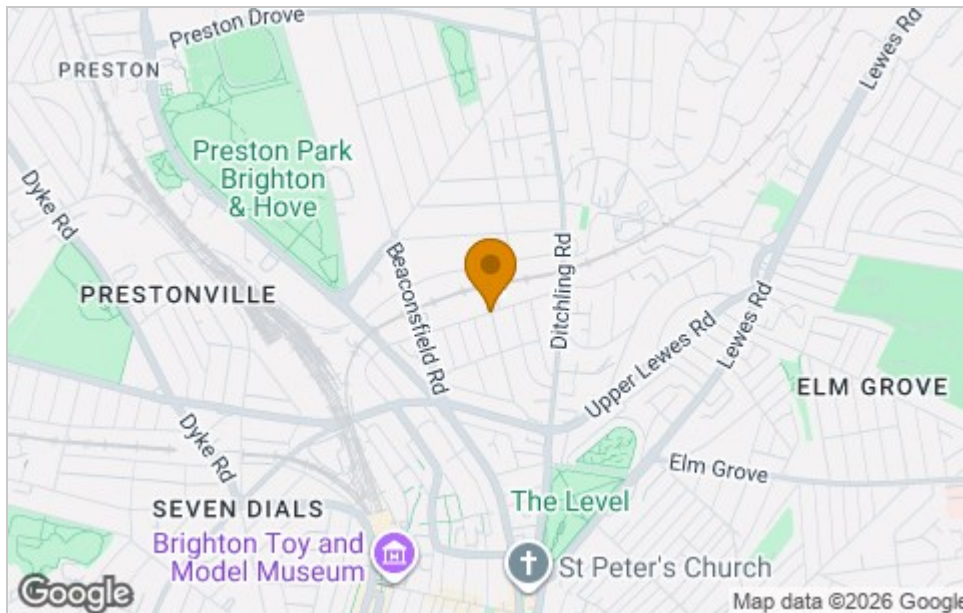 Preston Drove
PRESTON
Lewes Rd
Preston Park
Brighton
& Hove
Dyke Rd
Beaconsfield Rd
Ditchling Rd
PRESTONVILLE
Lewes Rd
Upper Lewes Rd
ELM GROVE
Dyke Rd
Elm Grove
SEVEN DIALS
The Level
Brighton Toy and
Model Museum
St Peter's Church
Google
Map data ©2026 Google